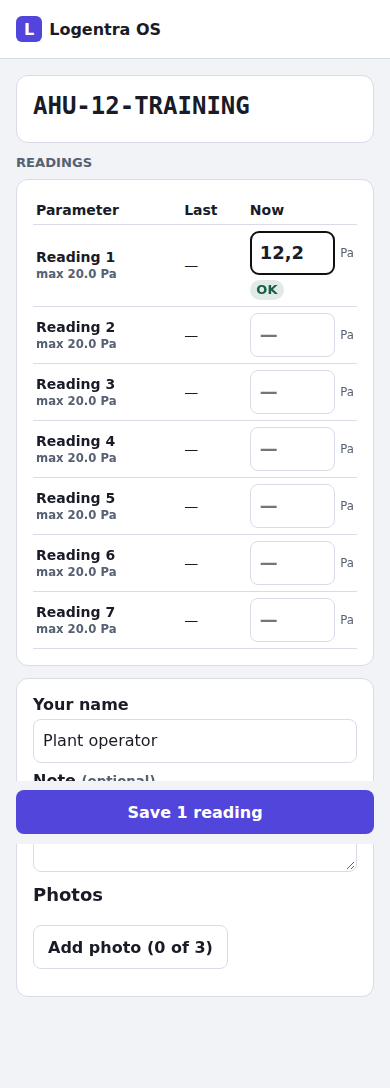 L Logentra OS
AHU-12-TRAINING
READINGS
Parameter Last Now
Reading 1
max 20.0 Pa
— 12,2 Pa
OK
Reading 2
max 20.0 Pa
— — Pa
Reading 3
max 20.0 Pa
— — Pa
Reading 4
max 20.0 Pa
— — Pa
Reading 5
max 20.0 Pa
— — Pa
Reading 6
max 20.0 Pa
— — Pa
Reading 7
max 20.0 Pa
— — Pa
Your name
Plant operator
Note (optional)
Save 1 reading
Photos
Add photo (0 of 3)